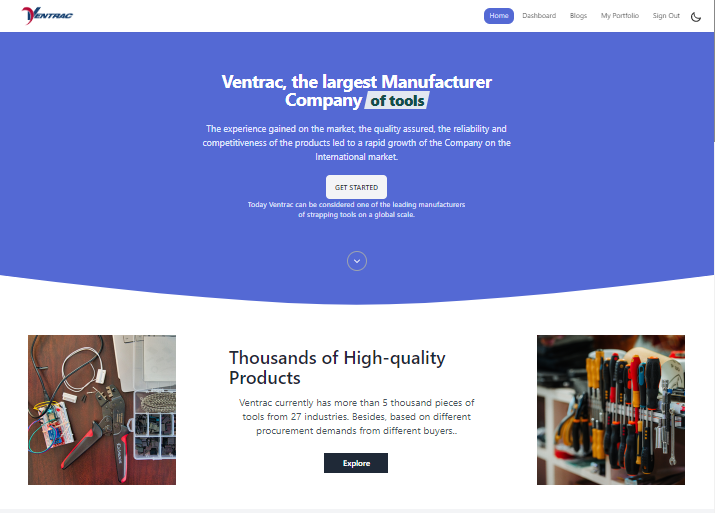 VENTRAC
Home Dashboard Blogs My Portfolio Sign Out
Ventrac, the largest Manufacturer
Company of tools
The experience gained on the market, the quality assured, the reliability and
competitiveness of the products led to a rapid growth of the Company on the
International market.
GET STARTED
Today Ventrac can be considered one of the leading manufacturers
of strapping tools on a global scale.
Thousands of High-quality
Products
Ventrac currently has more than 5 thousand pieces of
tools from 27 industries. Besides, based on different
procurement demands from different buyers..
Explore